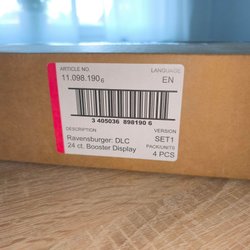 ARTICLE NO.
LANGUAGE
11.098.190 6
EN
3 405036 898190 6
DESCRIPTION
VERSION
Ravensburger: DLC
SET1
24 ct. Booster Display
PACK/UNITS
4 PCS